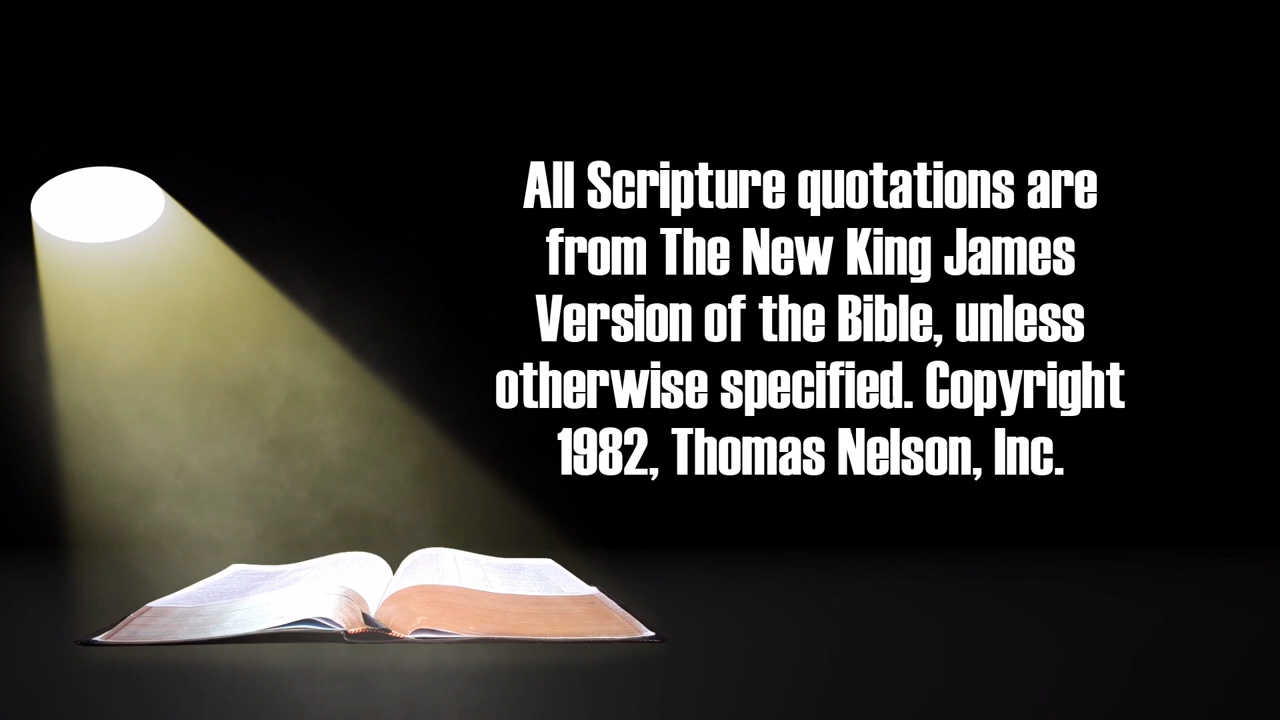 All Scripture quotations are
from The New King James
Version of the Bible, unless
otherwise specified. Copyright
1982, Thomas Nelson, Inc.